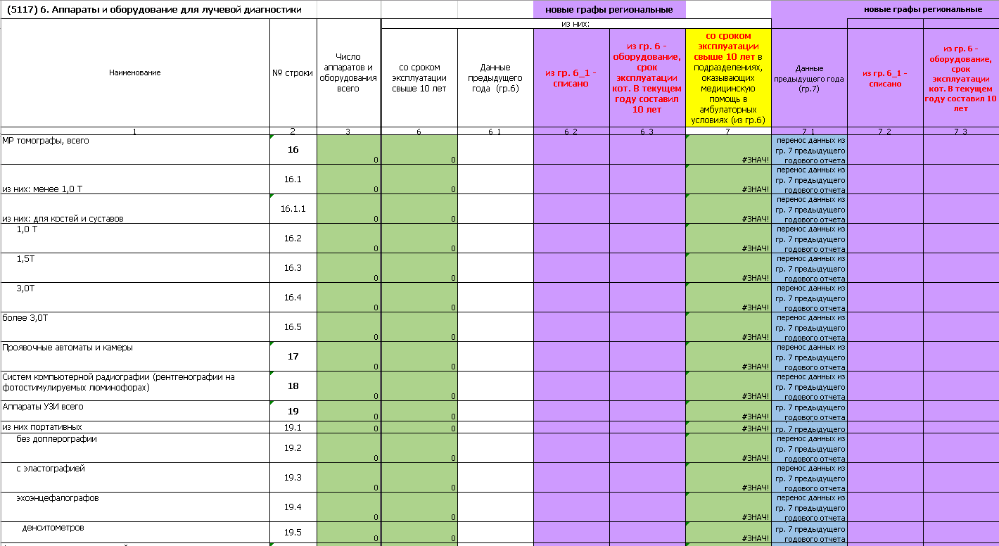 (5117) 6. Аппараты и оборудование для лучевой диагностики
новые графы региональные
новые графы региональные
из них:
Наименование
№ строки
Число
аппаратов и
оборудования
всего
со сроком
эксплуатации
свыше 10 лет
Данные
предыдущего
года (гр.6)
из гр. 6_1 -
списано
из гр. 6 -
оборудование,
срок
эксплуатации
кот. В текущем
году составил
10 лет
со сроком
эксплуатации
свыше 10 лет в
подразделениях,
оказывающих
медицинскую
помощь в
амбулаторных
условиях (из гр.6)
Данные
предыдущего года
(гр.7)
из гр. 6_1 -
списано
из гр. 6 -
оборудование,
срок
эксплуатации
кот. В текущем
году составил 10
лет
1 2 3 6 6_1 6_2 6_3 7 7_1 7_2 7_3
МР томографы, всего
16
0
0
#ЗНАЧ!
перенос данных из
гр. 7 предыдущего
годового отчета
из них: менее 1,0 Т
16.1
0
0
#ЗНАЧ!
перенос данных из
гр. 7 предыдущего
годового отчета
из них: для костей и суставов
16.1.1
0
0
#ЗНАЧ!
перенос данных из
гр. 7 предыдущего
годового отчета
1,0 Т
16.2
0
0
#ЗНАЧ!
перенос данных из
гр. 7 предыдущего
годового отчета
1,5Т
16.3
0
0
#ЗНАЧ!
перенос данных из
гр. 7 предыдущего
годового отчета
3,0Т
16.4
0
0
#ЗНАЧ!
перенос данных из
гр. 7 предыдущего
годового отчета
более 3,0Т
16.5
0
0
#ЗНАЧ!
перенос данных из
гр. 7 предыдущего
годового отчета
Проявочные автоматы и камеры
17
0
0
#ЗНАЧ!
перенос данных из
гр. 7 предыдущего
годового отчета
Систем компьютерной радиографии (рентгенографии на
фотостимулируемых люминофорах)
18
0
0
#ЗНАЧ!
перенос данных из
гр. 7 предыдущего
годового отчета
Аппараты УЗИ всего
19
0
0
#ЗНАЧ!
гр. 7 предыдущего
годового отчета
из них портативных
19.1
0
0
#ЗНАЧ!
гр. 7 предыдущего
без доплерографии
19.2
0
0
#ЗНАЧ!
перенос данных из
гр. 7 предыдущего
годового отчета
с эластографией
19.3
0
0
#ЗНАЧ!
перенос данных из
гр. 7 предыдущего
годового отчета
эхоэнцефалографов
19.4
0
0
#ЗНАЧ!
перенос данных из
гр. 7 предыдущего
годового отчета
денситометров
19.5
0
0
#ЗНАЧ!
гр. 7 предыдущего
годового отчета